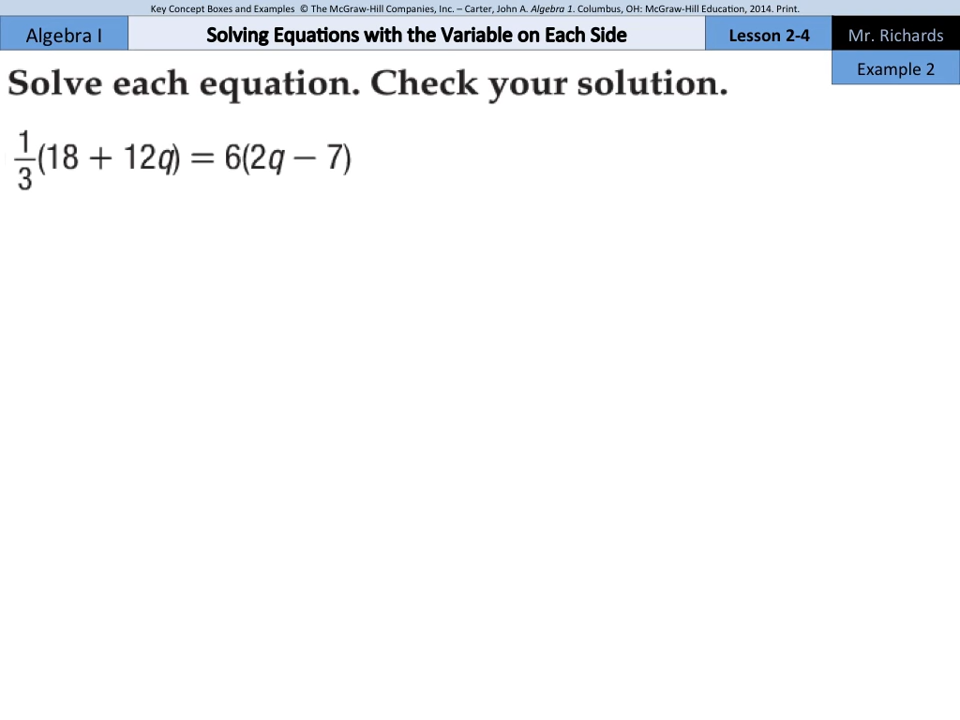 Key Concept Boxes and Examples © The McGraw-Hill Companies, Inc. – Carter, John A. Algebra 1. Columbus, OH: McGraw-Hill Education, 2014. Print.
Algebra I Solving Equations with the Variable on Each Side Lesson 2-4 Mr. Richards
Example 2
Solve each equation. Check your solution.
1/3(18 + 12q) = 6(2q – 7)